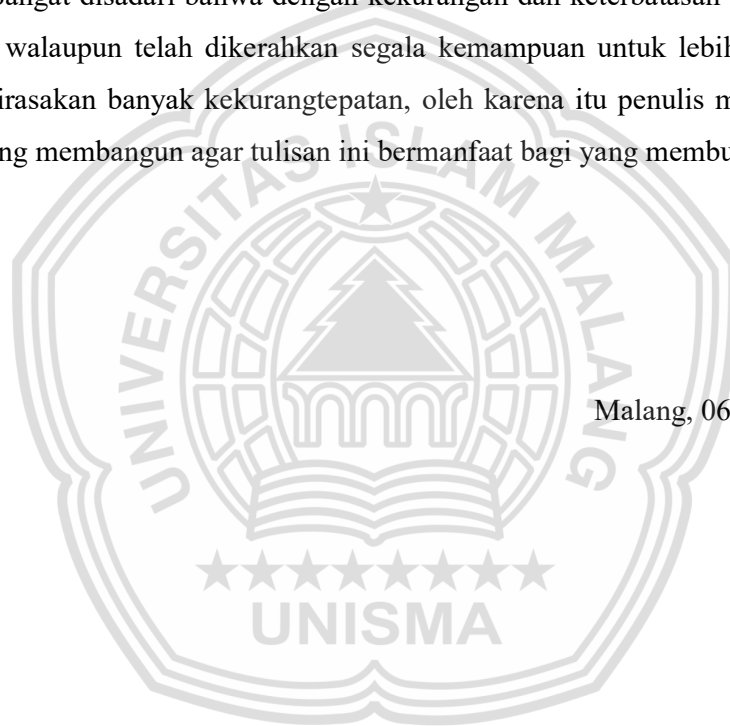 disadari bahwa dengan kekurangan dan keterbatasan
walaupun telah dikerahkan segala kemampuan untuk lebih
irasakan banyak kekurangtepatan, oleh karena itu penulis m
ng membangun agar tulisan ini bermanfaat bagi yang membu
UNIVERSITAS ISLAM MALANG
Malang, 06
UNISMA